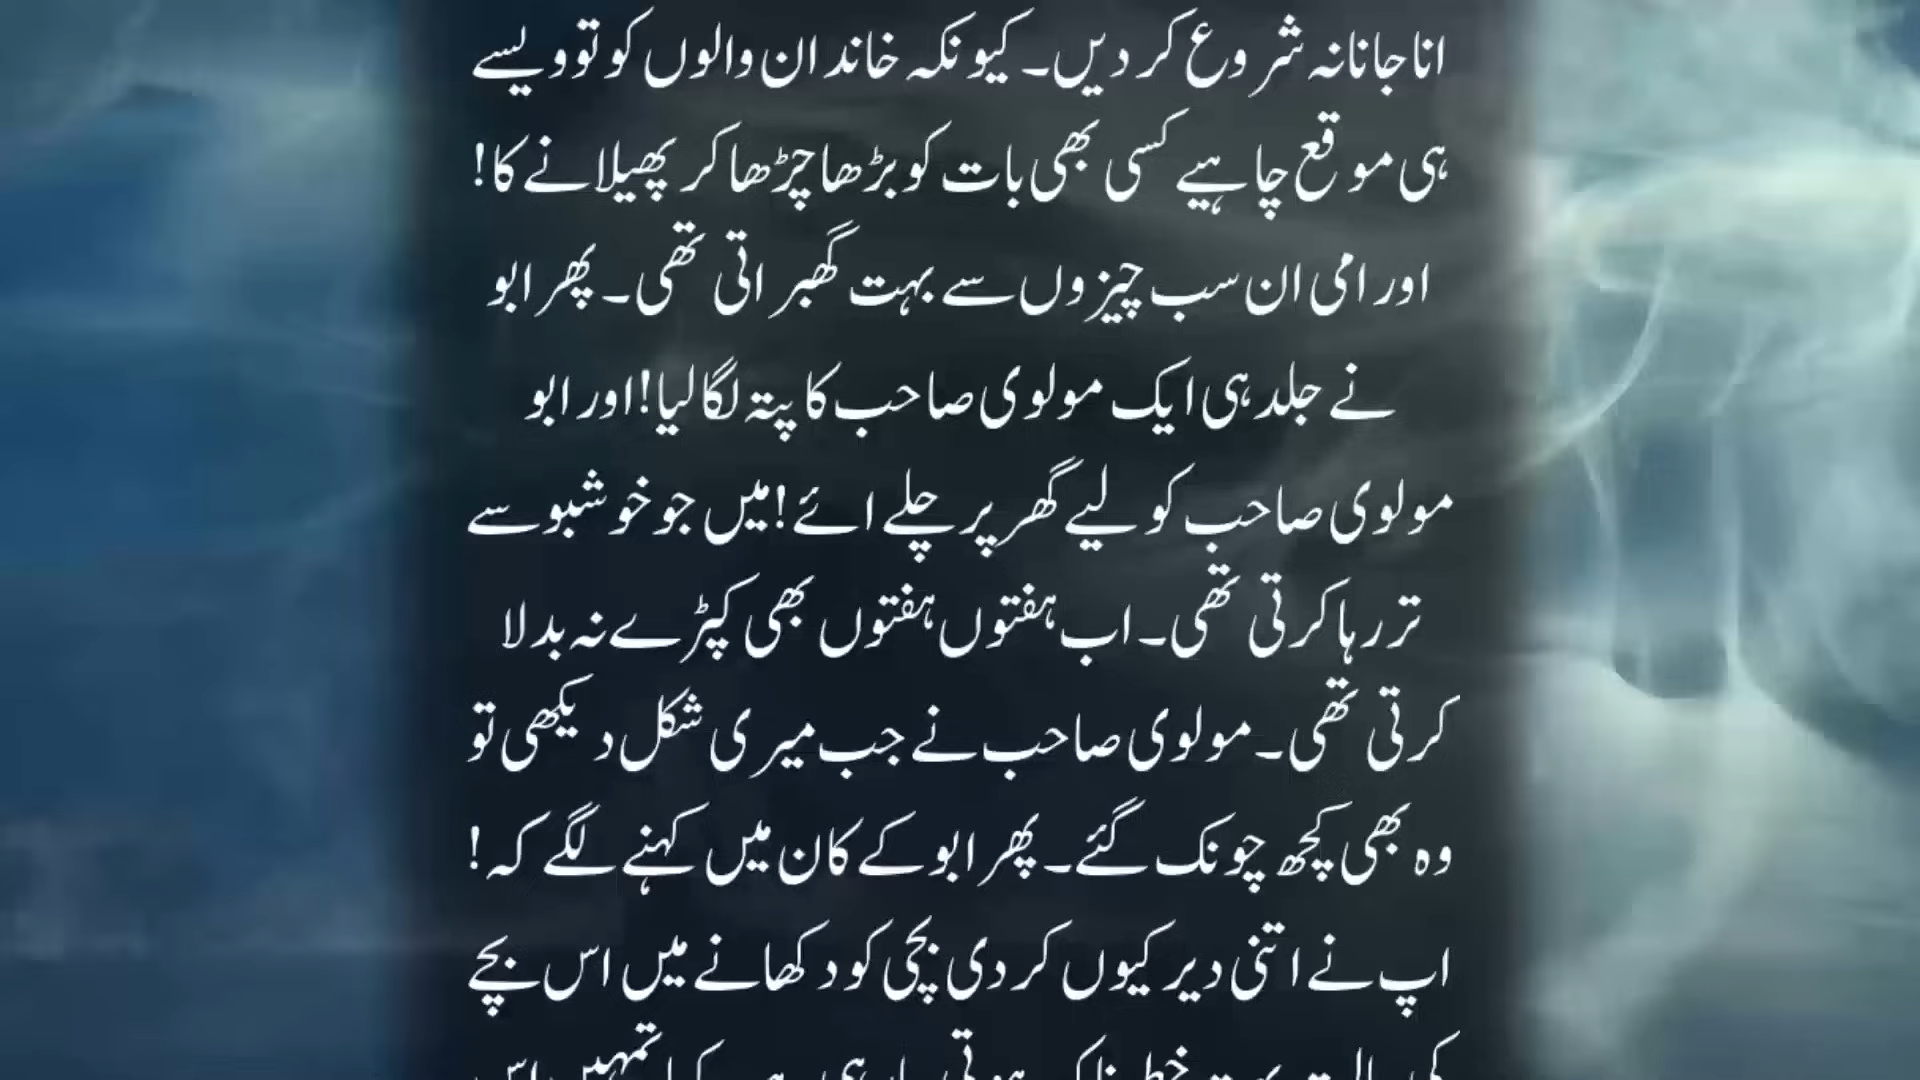 انا جانا نہ شروع کر دیں۔ کیونکہ خاندان والوں کو تو ویسے
ہی موقع چاہیے کسی بھی بات کو بڑھا چڑھا کر پھیلانے کا!
اور امی ان سب چیزوں سے بہت گھبراتی تھی۔ پھر ابو
نے جلد ہی ایک مولوی صاحب کا پتہ لگا لیا! اور ابو
مولوی صاحب کو لیے گھر پر چلے ائے! میں جو خوشبو سے
تر رہا کرتی تھی۔ اب ہفتوں ہفتوں بھی کپڑے نہ بدلا
کرتی تھی۔ مولوی صاحب نے جب میری شکل دیکھی تو
وہ بھی کچھ چونک گئے۔ پھر ابو کے کان میں کہنے لگے کہ!
اپ نے اتنی دیر کیوں کر دی بچی کو دکھانے میں اس بچے